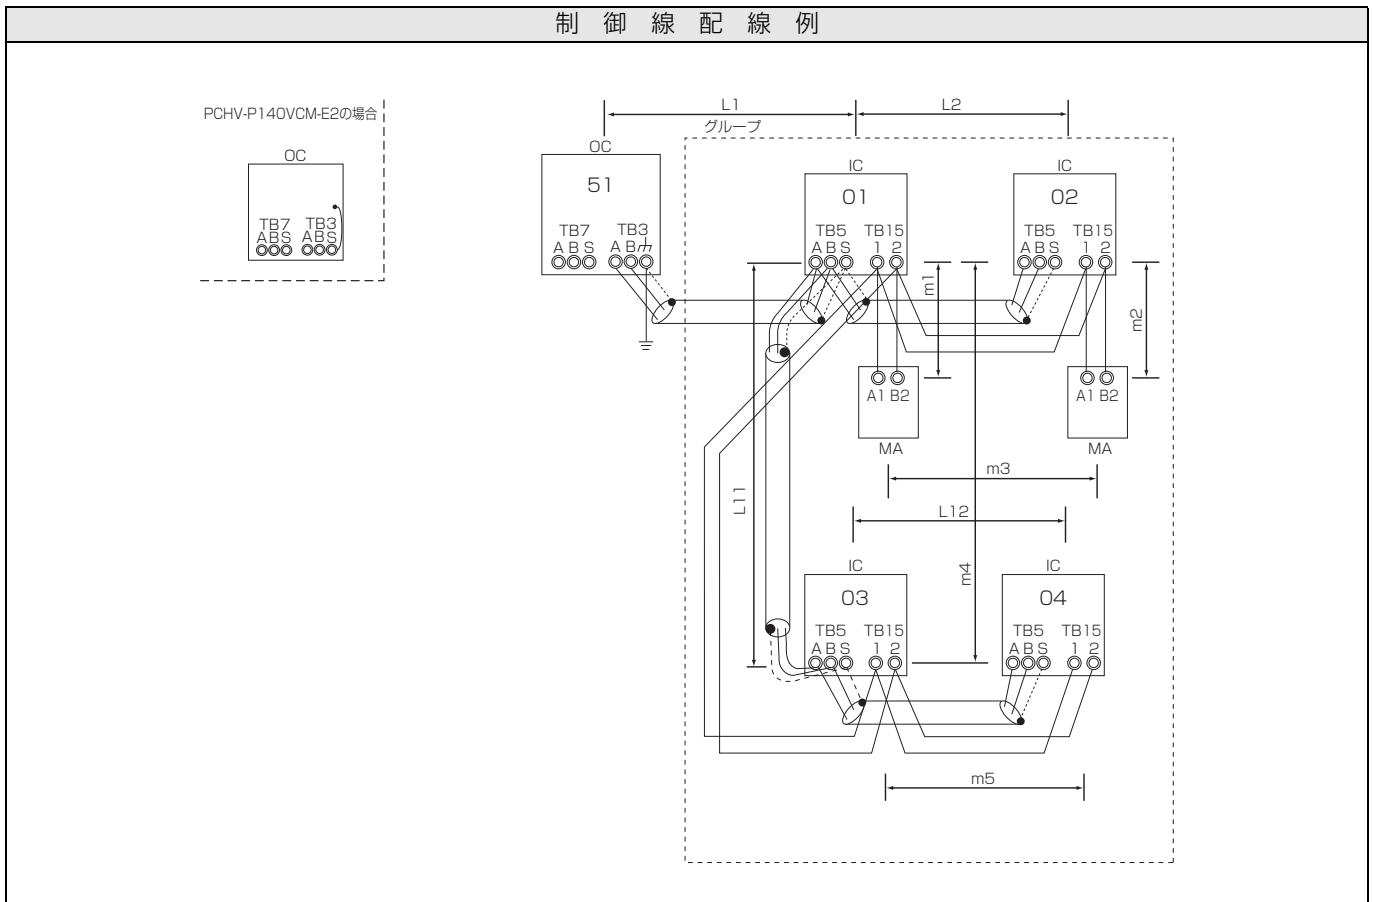 制御線配線例
PCHV-P140VCM-E2の場合
OC
TB7 TB3
A B S A B S
L1
L2
グループ
OC
51
TB7 TB3
A B S A B
IC
01
TB5 TB15
A B S 1 2
IC
02
TB5 TB15
A B S 1 2
m1
m2
A1 B2
MA
A1 B2
MA
m3
L11
L12
m4
IC
03
TB5 TB15
A B S 1 2
IC
04
TB5 TB15
A B S 1 2
m5